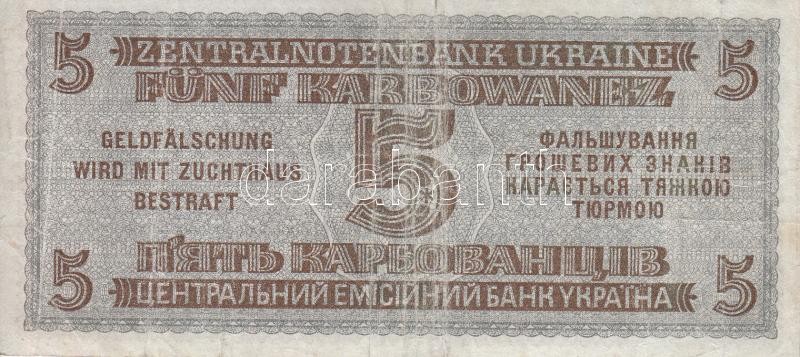 5 ZENTRALNOTENBANK UKRAINE 5
FÜNF KARBOWANEZ
GELDFÄLSCHUNG
WIRD MIT ZUCHTHAUS
BESTRAFT
5
ФАЛЬШУВАННЯ
ГРОШЕВИХ ЗНАКІВ
КАРАЄТЬСЯ ТЯЖКОЮ
ТЮРМОЮ
darabanth
П'ЯТЬ КАРБОВАНЦІВ
5 ЦЕНТРАЛЬНИЙ ЕМІСІЙНИЙ БАНК УКРАЇНА 5